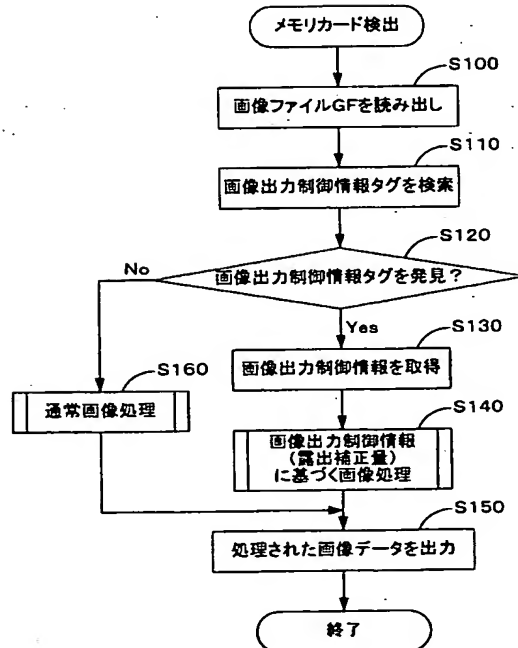 メモリカード検出
S100
画像ファイルGFを読み出し
S110
画像出力制御情報タグを検索
S120
画像出力制御情報タグを発見？
No
Yes
S130
画像出力制御情報を取得
S160
通常画像処理
S140
画像出力制御情報
(露出補正量)
に基づく画像処理
S150
処理された画像データを出力
終了